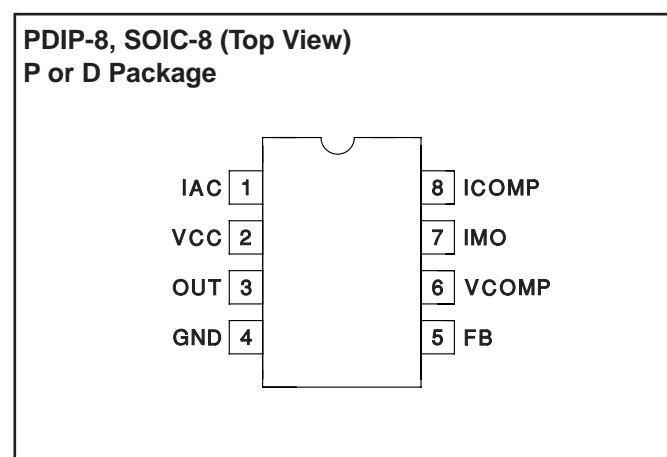 PDIP-8, SOIC-8 (Top View)
P or D Package
IAC 1
VCC 2
OUT 3
GND 4
8 ICOMP
7 IMO
6 VCOMP
5 FB